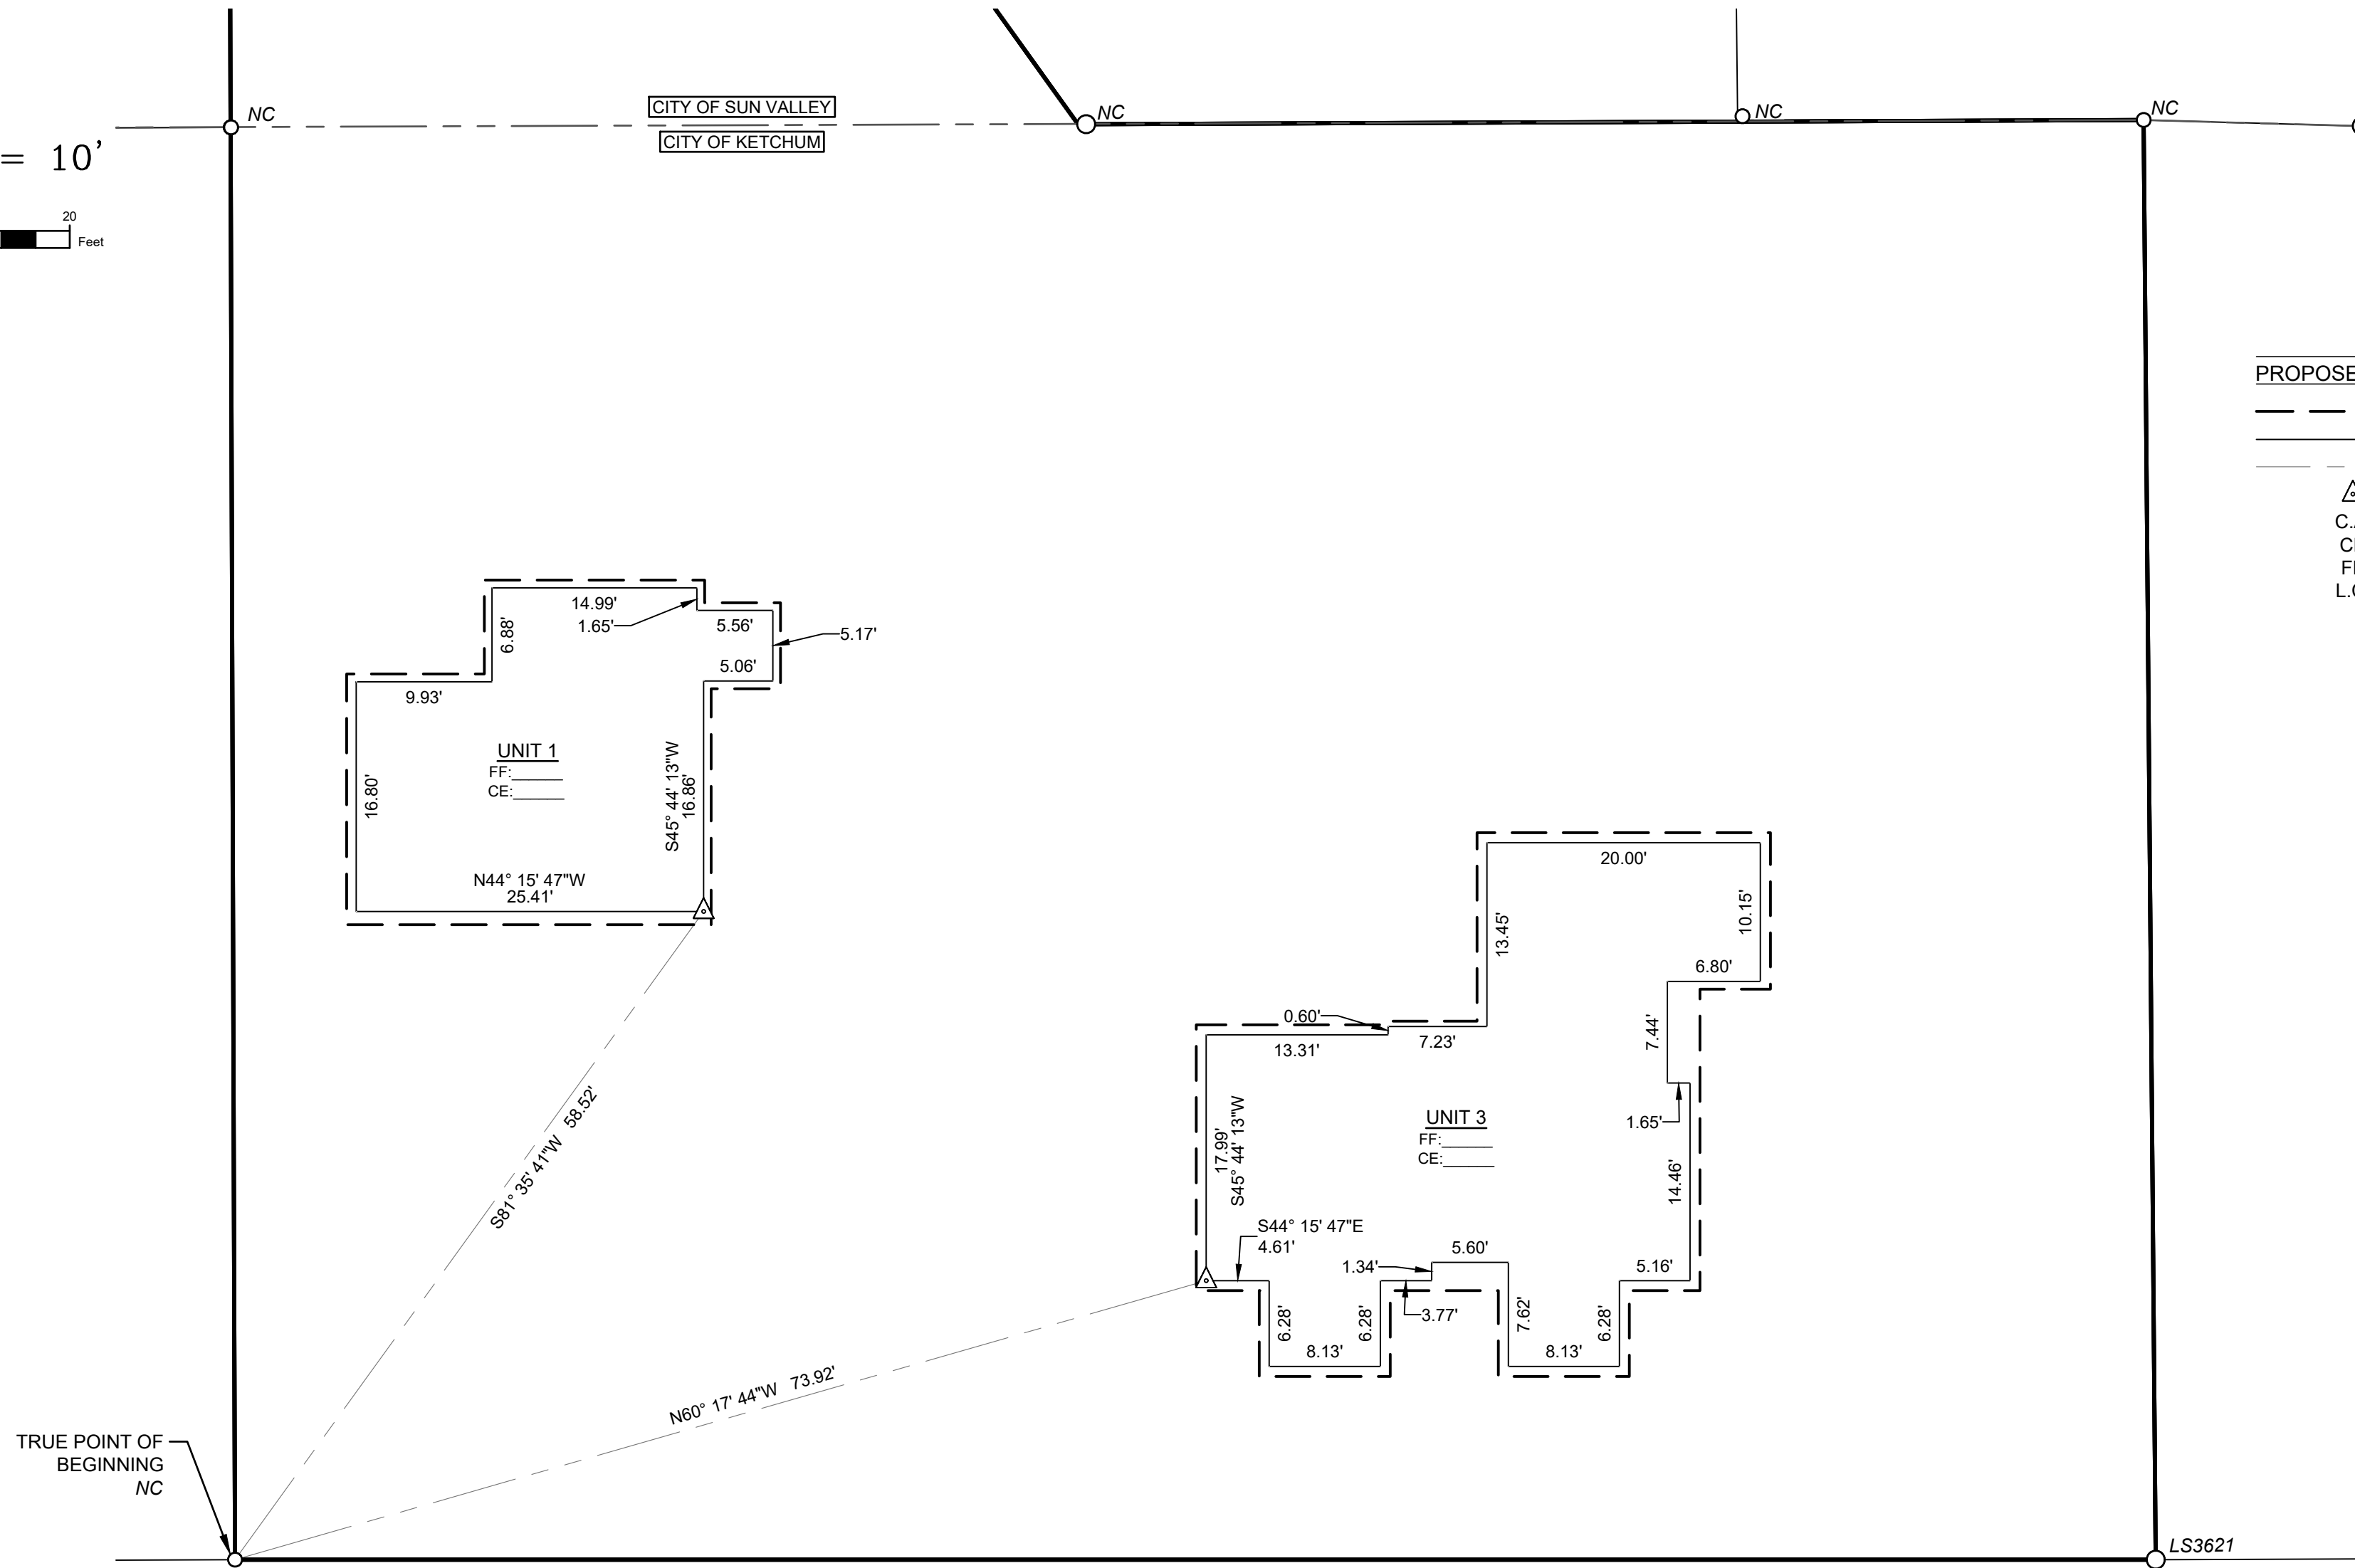 NC
CITY OF SUN VALLEY
CITY OF KETCHUM
NC
NC
NC
= 10'
20
Feet
PROPOSE
14.99'
1.65'
5.56'
5.17'
6.88'
5.06'
9.93'
UNIT 1
FF:______
CE:______
16.80'
S45° 44' 13"W
16.86'
N44° 15' 47"W
25.41'
20.00'
10.15'
13.45'
6.80'
0.60'
13.31'
7.23'
7.44'
1.65'
UNIT 3
FF:______
CE:______
17.99'
S45° 44' 13"W
14.46'
S44° 15' 47"E
4.61'
1.34'
5.60'
5.16'
6.28'
6.28'
3.77'
7.62'
6.28'
8.13'
8.13'
S81° 35' 41"W 58.52'
N60° 17' 44"W 73.92'
TRUE POINT OF
BEGINNING
NC
LS3621